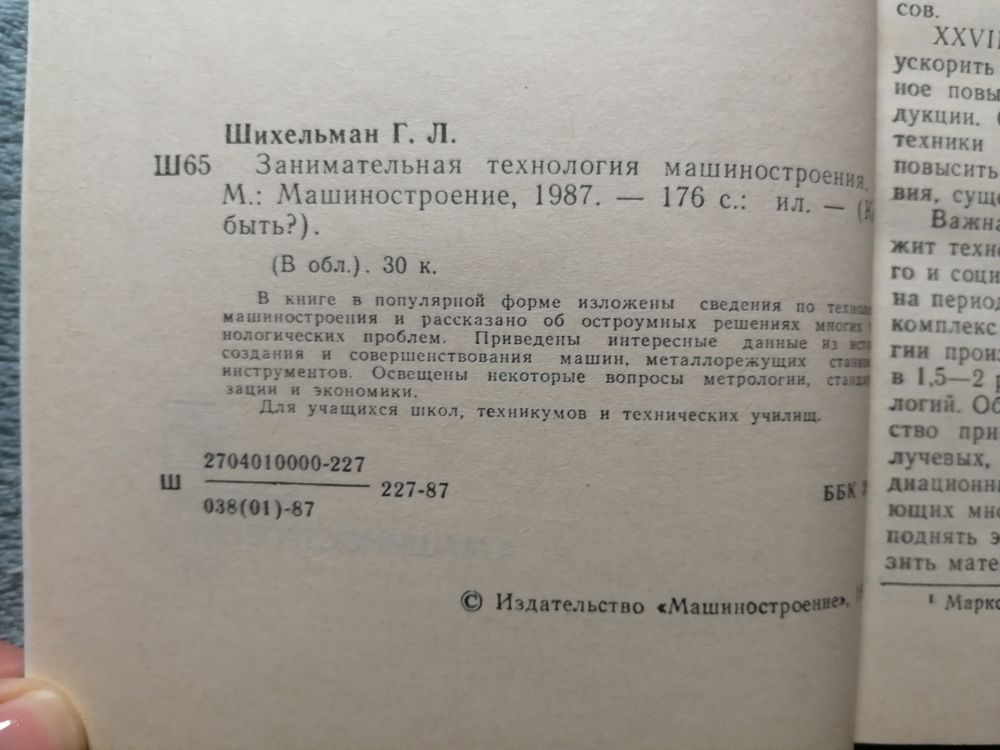 Шихельман Г. Л.
Ш65 Занимательная технология машиностроения.
М.: Машиностроение, 1987. — 176 с.: ил. — (
быть?).
(В обл.). 30 к.
В книге в популярной форме изложены сведения по
машиностроения и рассказано об остроумных решениях многих
нологических проблем. Приведены интересные данные из
создания и совершенствования машин, металлорежущих
инструментов. Освещены некоторые вопросы метрологии,
зации и экономики.
Для учащихся школ, техникумов и технических училищ.
Ш 2704010000-227
038(01)-87
227-87
ББК
© Издательство «Машиностроение»,
сов.
XXVII
ускорить
ное повы
дукции.
техники
повысить
вия, суще
Важна
жит техно
го и соци
на период
комплекс
гии произ
в 1,5—2
логий. Об
ство при
лучевых,
диационн
ющих мно
поднять э
зить мате
¹ Маркс